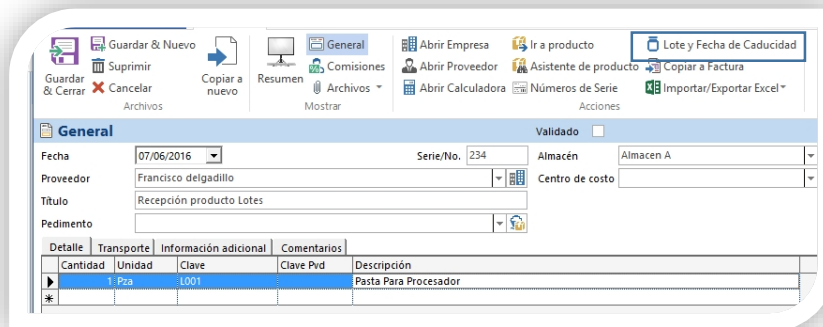 Guardar & Cerrar
Guardar & Nuevo
Suprimir
Cancelar
Copiar a nuevo
Archivos
Resumen
General
Comisiones
Archivos
Mostrar
Abrir Empresa
Abrir Proveedor
Abrir Calculadora
Ir a producto
Asistente de producto
Números de Serie
Lote y Fecha de Caducidad
Copiar a Factura
Importar/Exportar Excel
Acciones
General Validado
Fecha 07/06/2016 Serie/No. 234 Almacén Almacen A
Proveedor Francisco delgadillo Centro de costo
Título Recepción producto Lotes
Pedimento
Detalle Transporte Información adicional Comentarios
Cantidad Unidad Clave Clave Pvd Descripción
1 Pza L001 Pasta Para Procesador